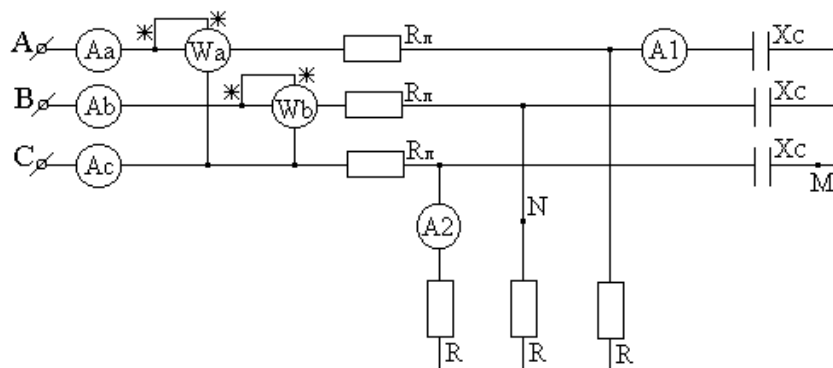 A Aa * * Wa Rл A1 Xc
B Ab * * Wb Rл Xc
C Ac Rл Xc
M
N
A2
R R R